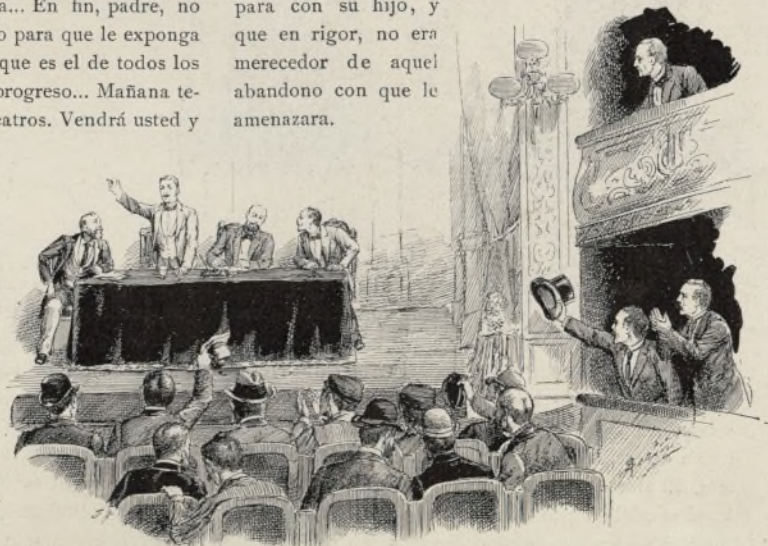 a... En fin, padre, no
o para que le exponga
que es el de todos los
progreso... Mañana te-
eatros. Vendrá usted y
para con su hijo, y
que en rigor, no era
merecedor de aquel
abandono con que le
amenazara.